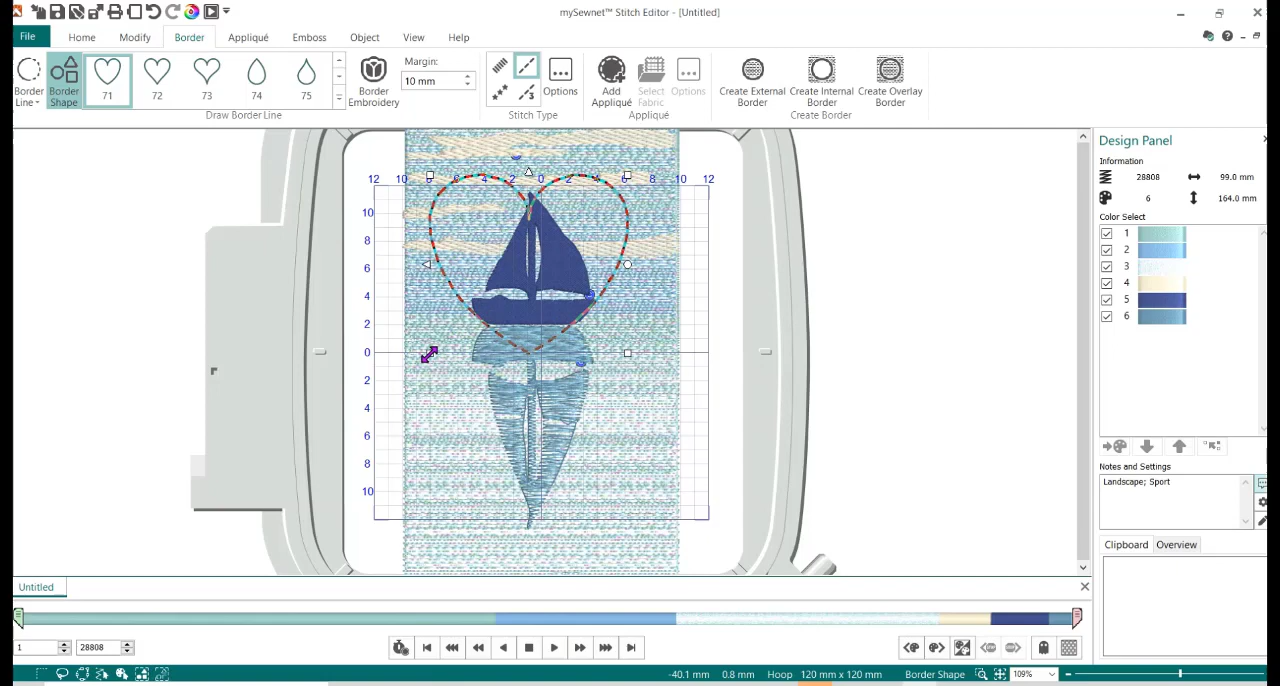 mySewnet™ Stitch Editor - [Untitled]
File Home Modify Border Appliqué Emboss Object View Help
Margin:
10 mm
Border Line
Border Shape
71 72 73 74 75
Border Embroidery
Options
Add Appliqué
Select Fabric
Options
Create External Border
Create Internal Border
Create Overlay Border
Draw Border Line
Stitch Type
Appliqué
Create Border
Design Panel
Information
28808 99.0 mm
6 164.0 mm
Color Select
1
2
3
4
5
6
12 10 8 6 4 2 0 2 4 6 8 10 12
10
8
6
4
2
0
2
4
6
8
10
Notes and Settings
Landscape; Sport
Clipboard Overview
Untitled
1 28808
-40.1 mm 0.8 mm Hoop 120 mm x 120 mm Border Shape 109%